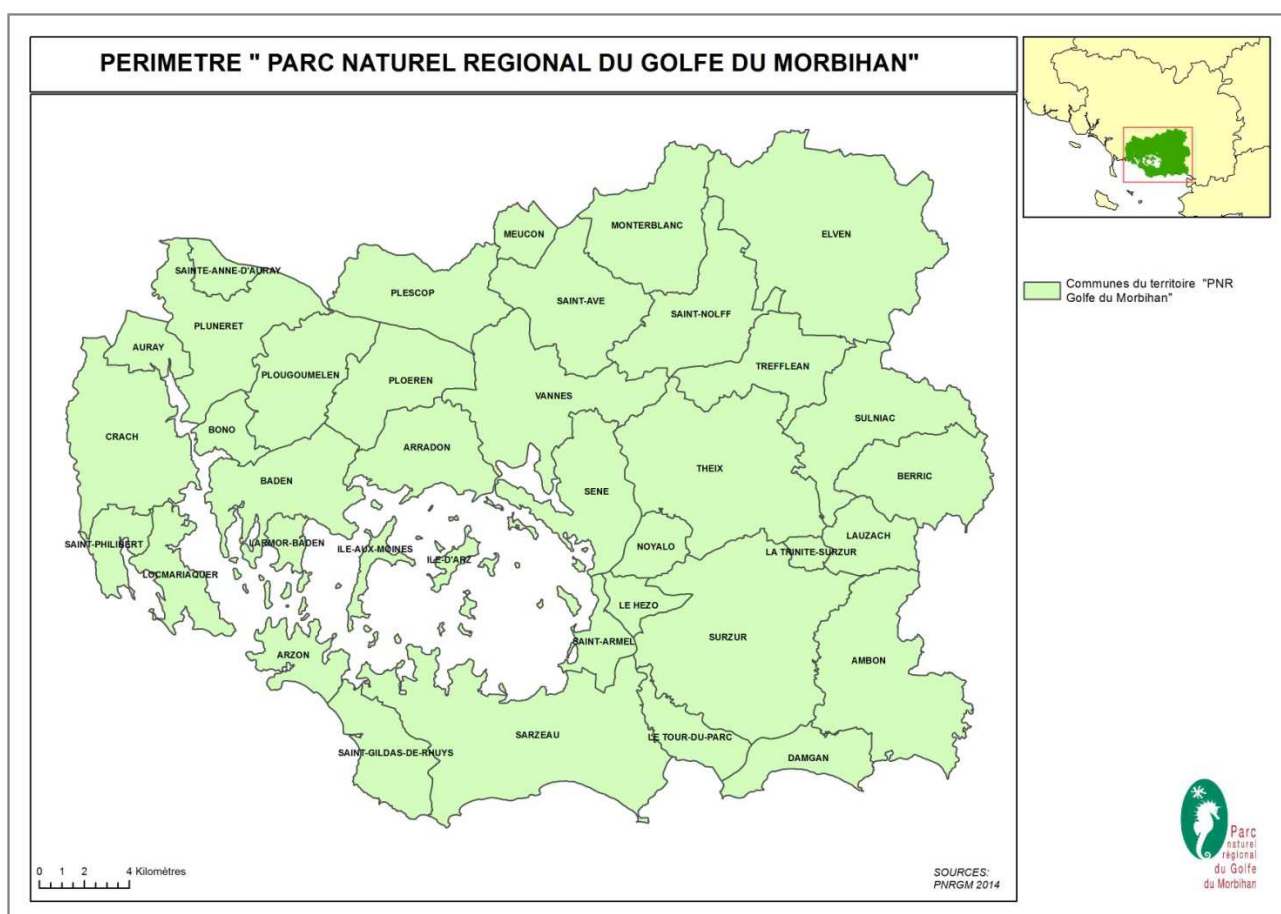 PERIMETRE " PARC NATUREL REGIONAL DU GOLFE DU MORBIHAN"
MEUCON
MONTERBLANC
ELVEN
SAINTE-ANNE-D'AURAY
PLESCOP
SAINT-AVE
SAINT-NOLFF
PLUNERET
AURAY
PLOUGOUMELEN
PLOEREN
TREFFLEAN
VANNES
SULNIAC
CRACH
BONO
ARRADON
THEIX
BERRIC
BADEN
SENE
LAUZACH
SAINT-PHILIBERT
LARMOR-BADEN
ILE-AUX-MOINES
ILE-D'ARZ
NOYALO
LA TRINITE-SURZUR
LOCMARIAQUER
LE HEZO
SAINT-ARMEL
SURZUR
ARZON
AMBON
SAINT-GILDAS-DE-RHUYS
SARZEAU
LE TOUR-DU-PARC
DAMGAN
0 1 2 4 Kilomètres
SOURCES:
PNRGM 2014
Communes du territoire "PNR
Golfe du Morbihan"
Parc
naturel
régional
du Golfe
du Morbihan